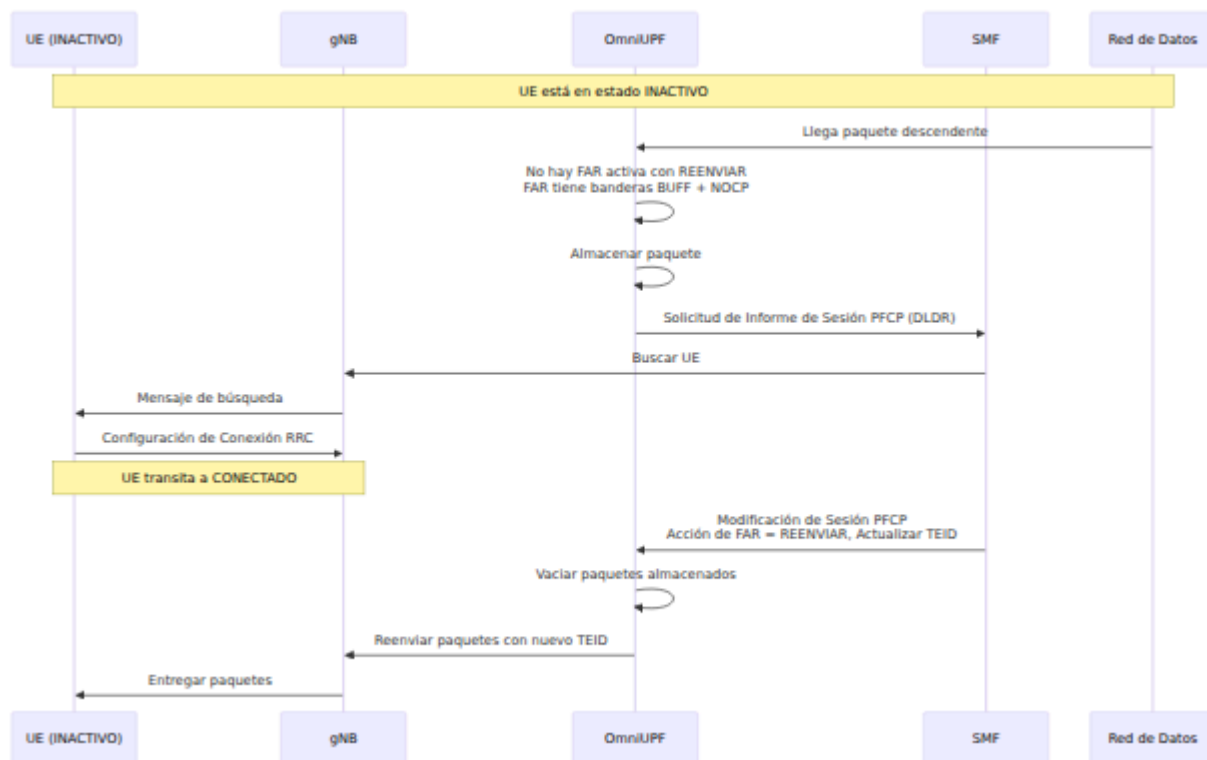 UE (INACTIVO)
gNB
OmniUPF
SMF
Red de Datos
UE está en estado INACTIVO
Llega paquete descendente
No hay FAR activa con REENVIAR
FAR tiene banderas BUFF + NOCP
Almacenar paquete
Solicitud de Informe de Sesión PFCP (DLDR)
Buscar UE
Mensaje de búsqueda
Configuración de Conexión RRC
UE transita a CONECTADO
Modificación de Sesión PFCP
Acción de FAR = REENVIAR, Actualizar TEID
Vaciar paquetes almacenados
Reenviar paquetes con nuevo TEID
Entregar paquetes
UE (INACTIVO)
gNB
OmniUPF
SMF
Red de Datos